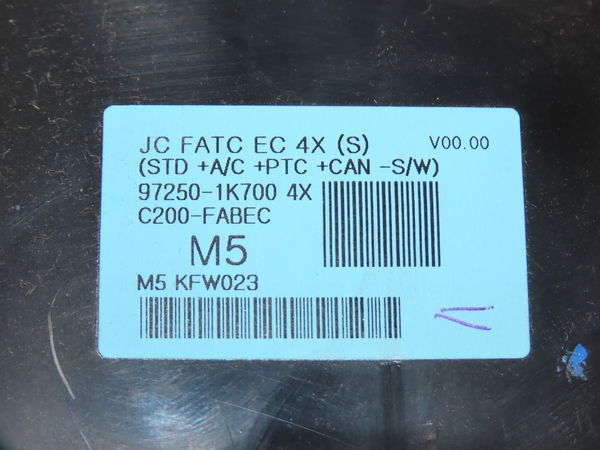 JC FATC EC 4X (S) V00.00
(STD +A/C +PTC +CAN -S/W)
97250-1K700 4X
C200-FABEC
M5
M5 KFW023